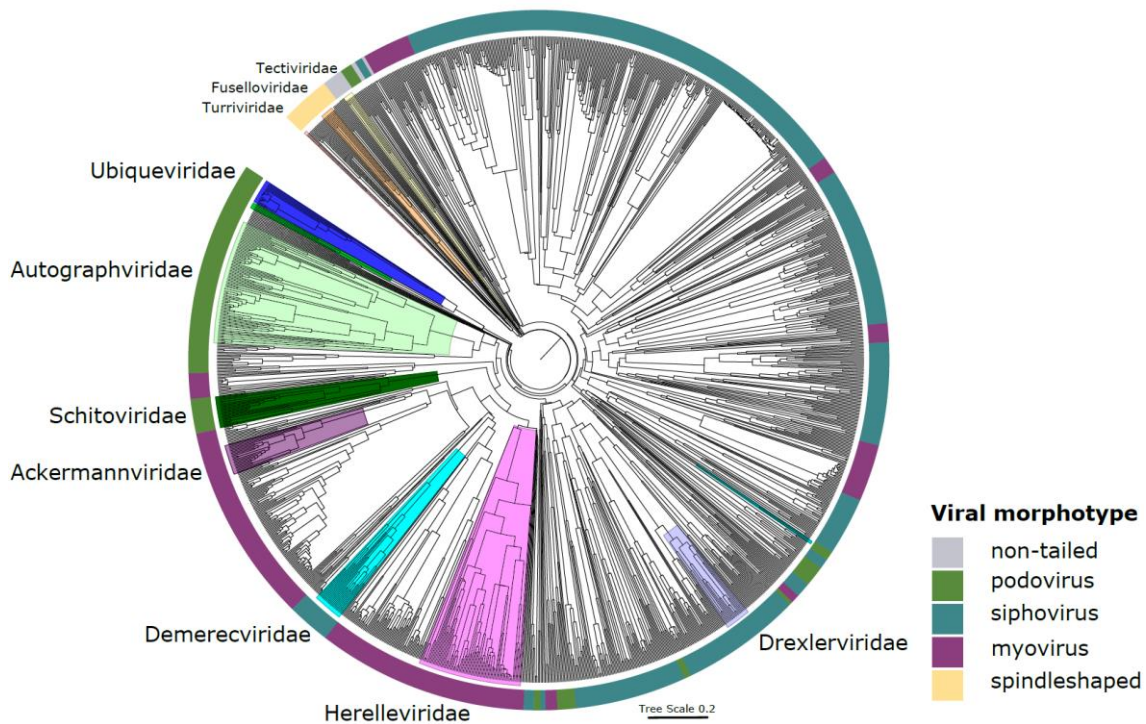 Tectiviridae
Fuselloviridae
Turriviridae
Ubiqueviridae
Autographviridae
Schitoviridae
Ackermannviridae
Demerecviridae
Herelleviridae
Tree Scale 0.2
Drexlerviridae
Viral morphotype
non-tailed
podovirus
siphovirus
myovirus
spindleshaped